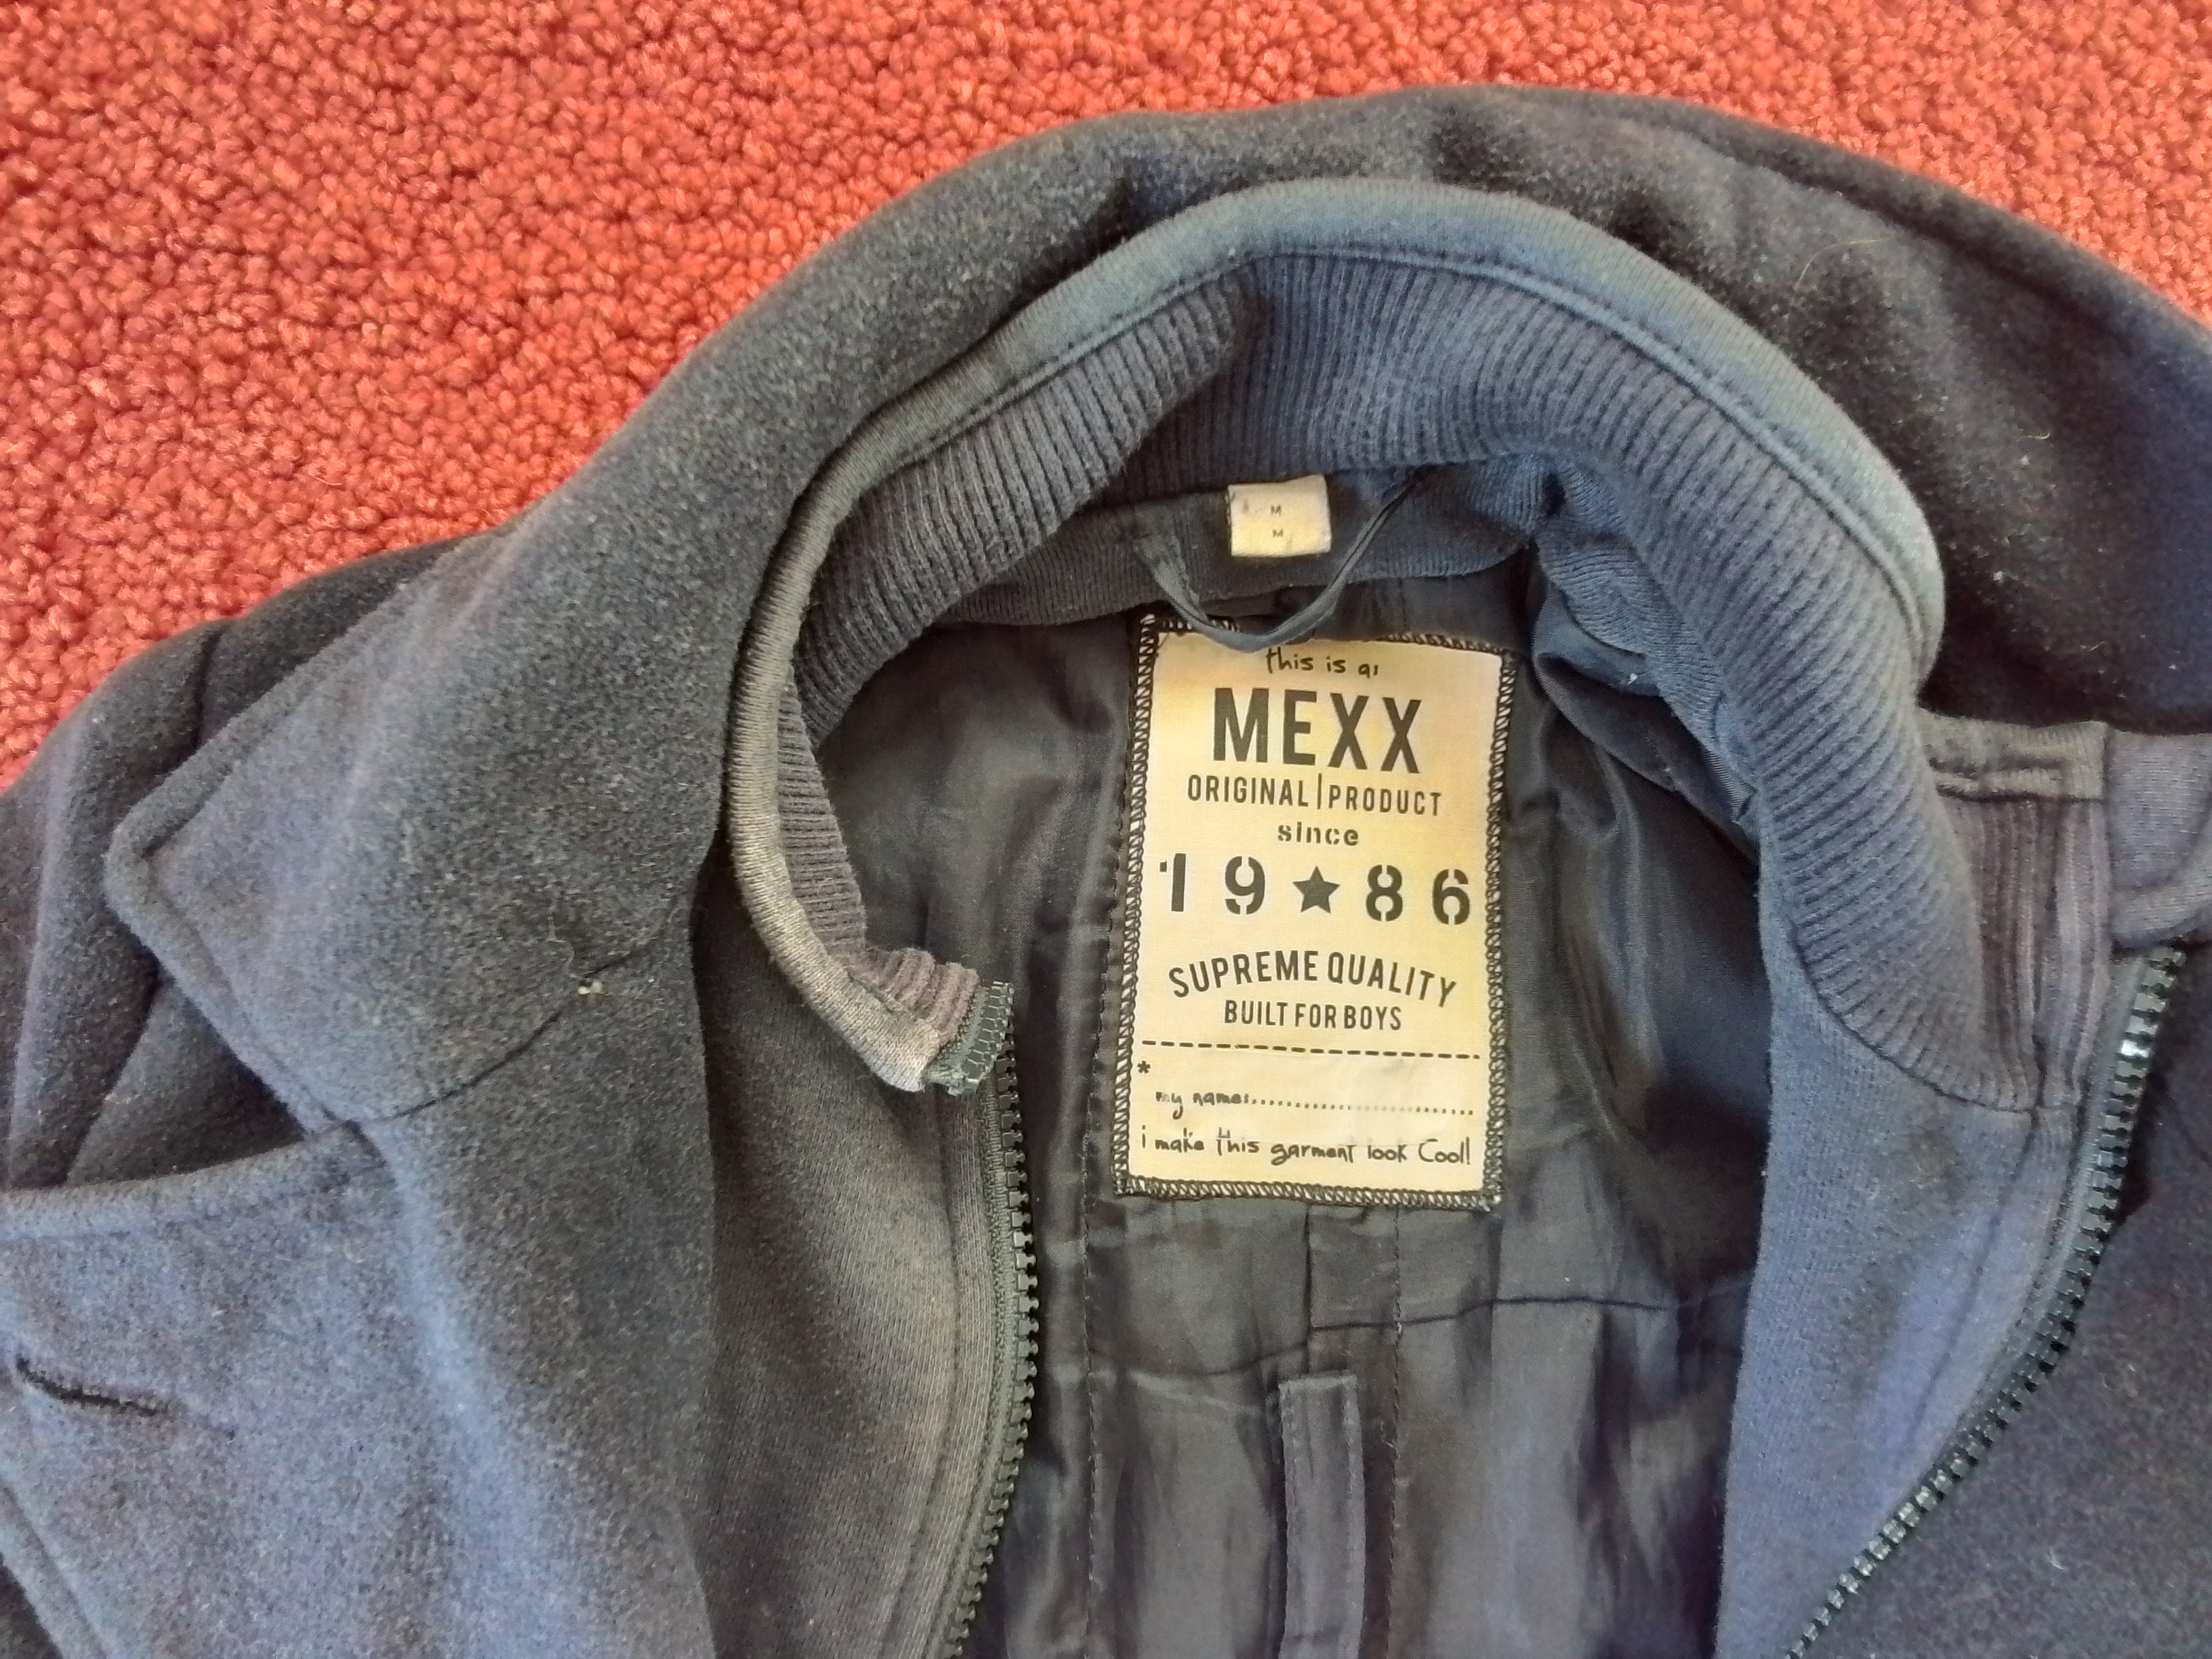 M
M
this is a
MEXX
ORIGINAL|PRODUCT
since
19★86
SUPREME QUALITY
BUILT FOR BOYS
*
my name:........................
i make this garment look Cool!